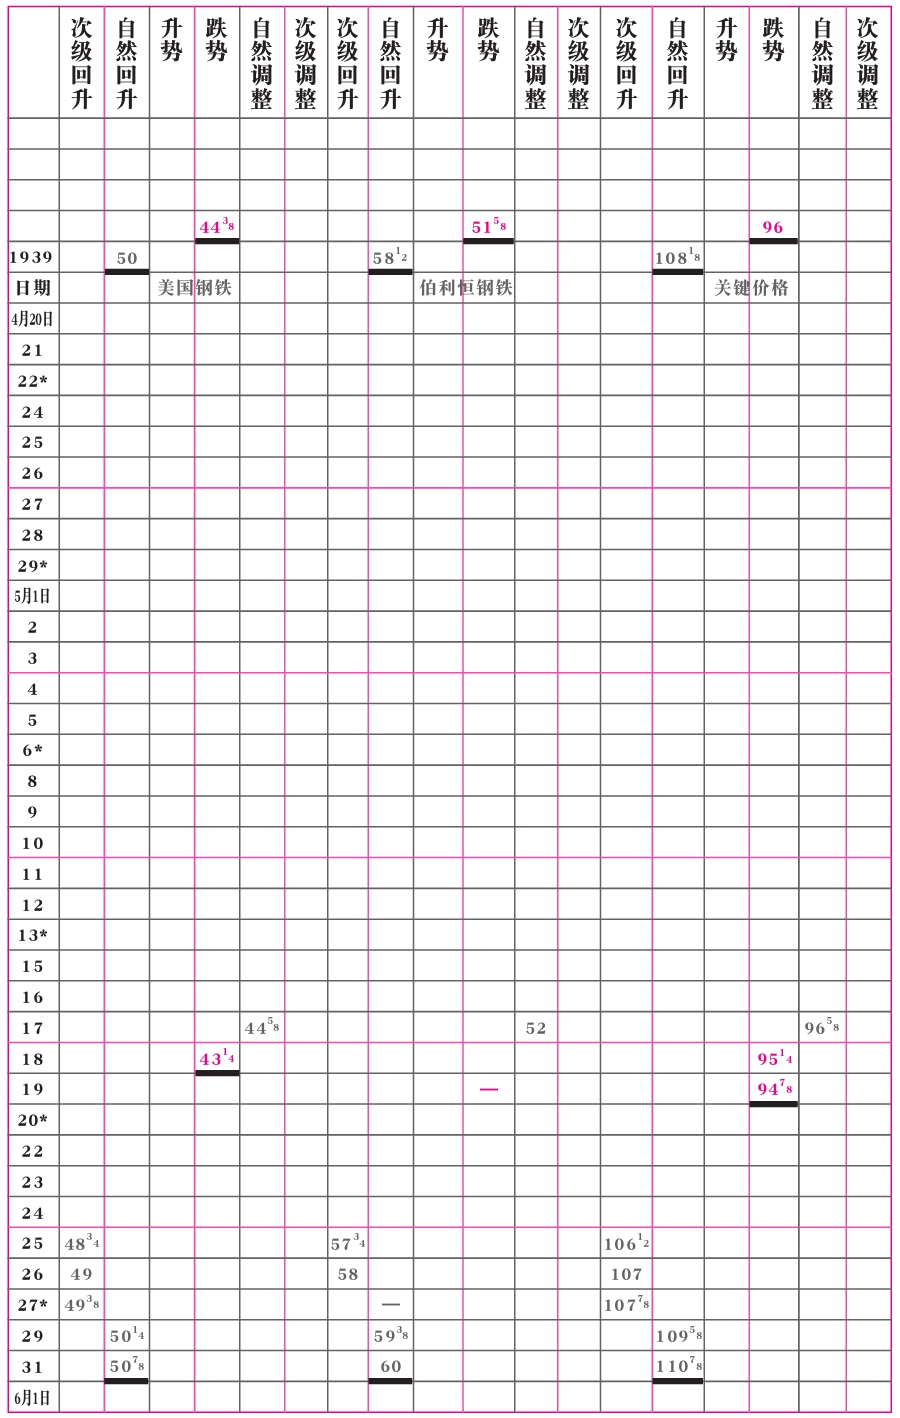 次级回升 自然回升 升势 跌势 自然调整 次级调整 次级回升 自然回升 升势 跌势 自然调整 次级调整 次级回升 自然回升 升势 跌势 自然调整 次级调整
44 3/8 51 5/8 96
1939 50 58 1/2 108 1/8
日期 美国钢铁 伯利恒钢铁 关键价格
4月20日
21
22*
24
25
26
27
28
29*
5月1日
2
3
4
5
6*
8
9
10
11
12
13*
15
16
17 44 5/8 52 96 5/8
18 43 1/4 95 1/4
19 — 94 7/8
20*
22
23
24
25 48 3/4 57 3/4 106 1/2
26 49 58 107
27* 49 3/8 — 107 7/8
29 50 1/4 59 3/8 109 5/8
31 50 7/8 60 110 7/8
6月1日